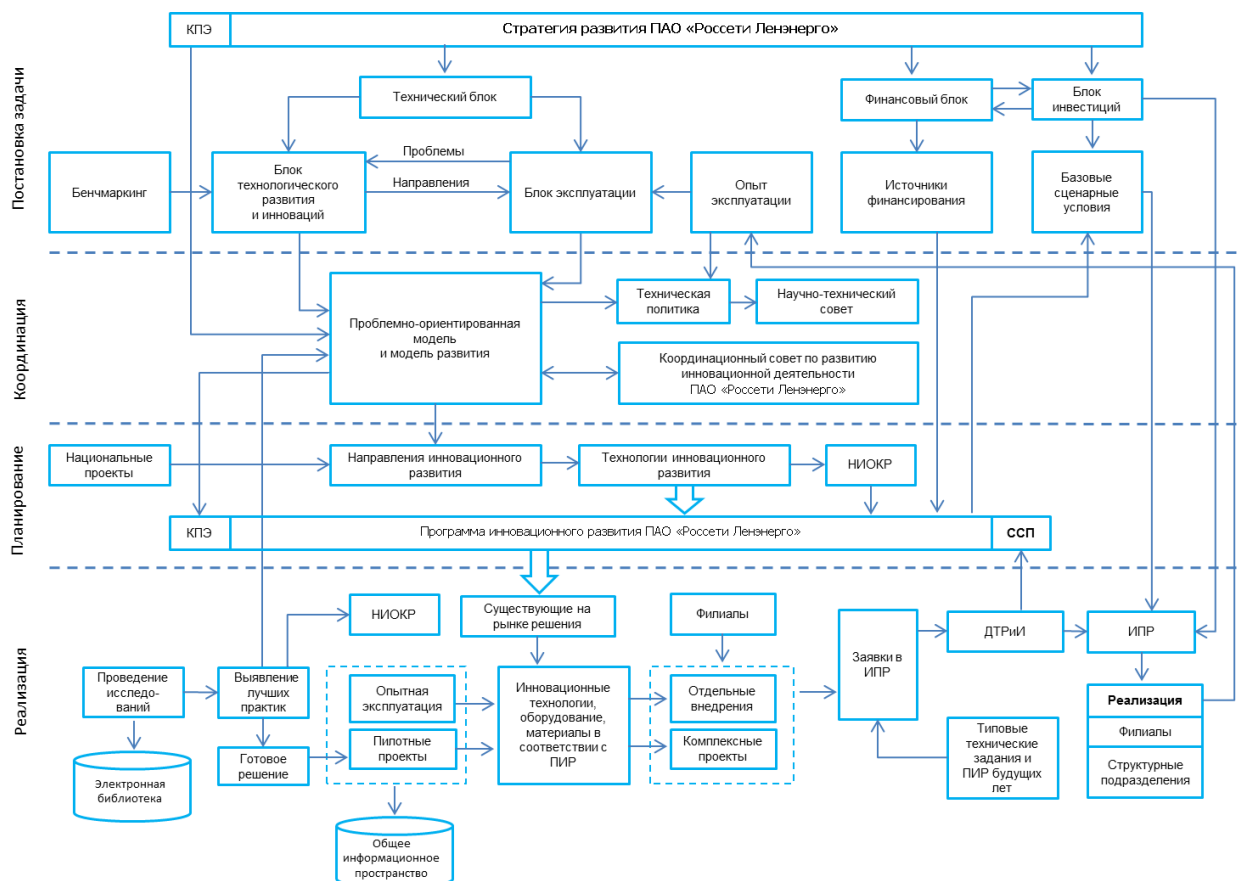 КПЭ
Стратегия развития ПАО «Россети Ленэнерго»
Постановка задачи
Технический блок
Финансовый блок
Блок
инвестиций
Бенчмаркинг
Блок
технологического
развития
и инноваций
Проблемы
Направления
Блок эксплуатации
Опыт
эксплуатации
Источники
финансирования
Базовые
сценарные
условия
Координация
Проблемно-ориентированная
модель
и модель развития
Техническая
политика
Научно-технический
совет
Координационный совет по развитию
инновационной деятельности
ПАО «Россети Ленэнерго»
Планирование
Национальные
проекты
Направления инновационного
развития
Технологии инновационного
развития
НИОКР
КПЭ
Программа инновационного развития ПАО «Россети Ленэнерго»
ССП
Реализация
НИОКР
Существующие на
рынке решения
Филиалы
Заявки в
ИПР
ДТРиИ
ИПР
Проведение
исследо-
ваний
Выявление
лучших
практик
Опытная
эксплуатация
Пилотные
проекты
Инновационные
технологии,
оборудование,
материалы в
соответствии с
ПИР
Отдельные
внедрения
Комплексные
проекты
Готовое
решение
Типовые
технические
задания и
ПИР будущих
лет
Реализация
Филиалы
Структурные
подразделения
Электронная
библиотека
Общее
информационное
пространство